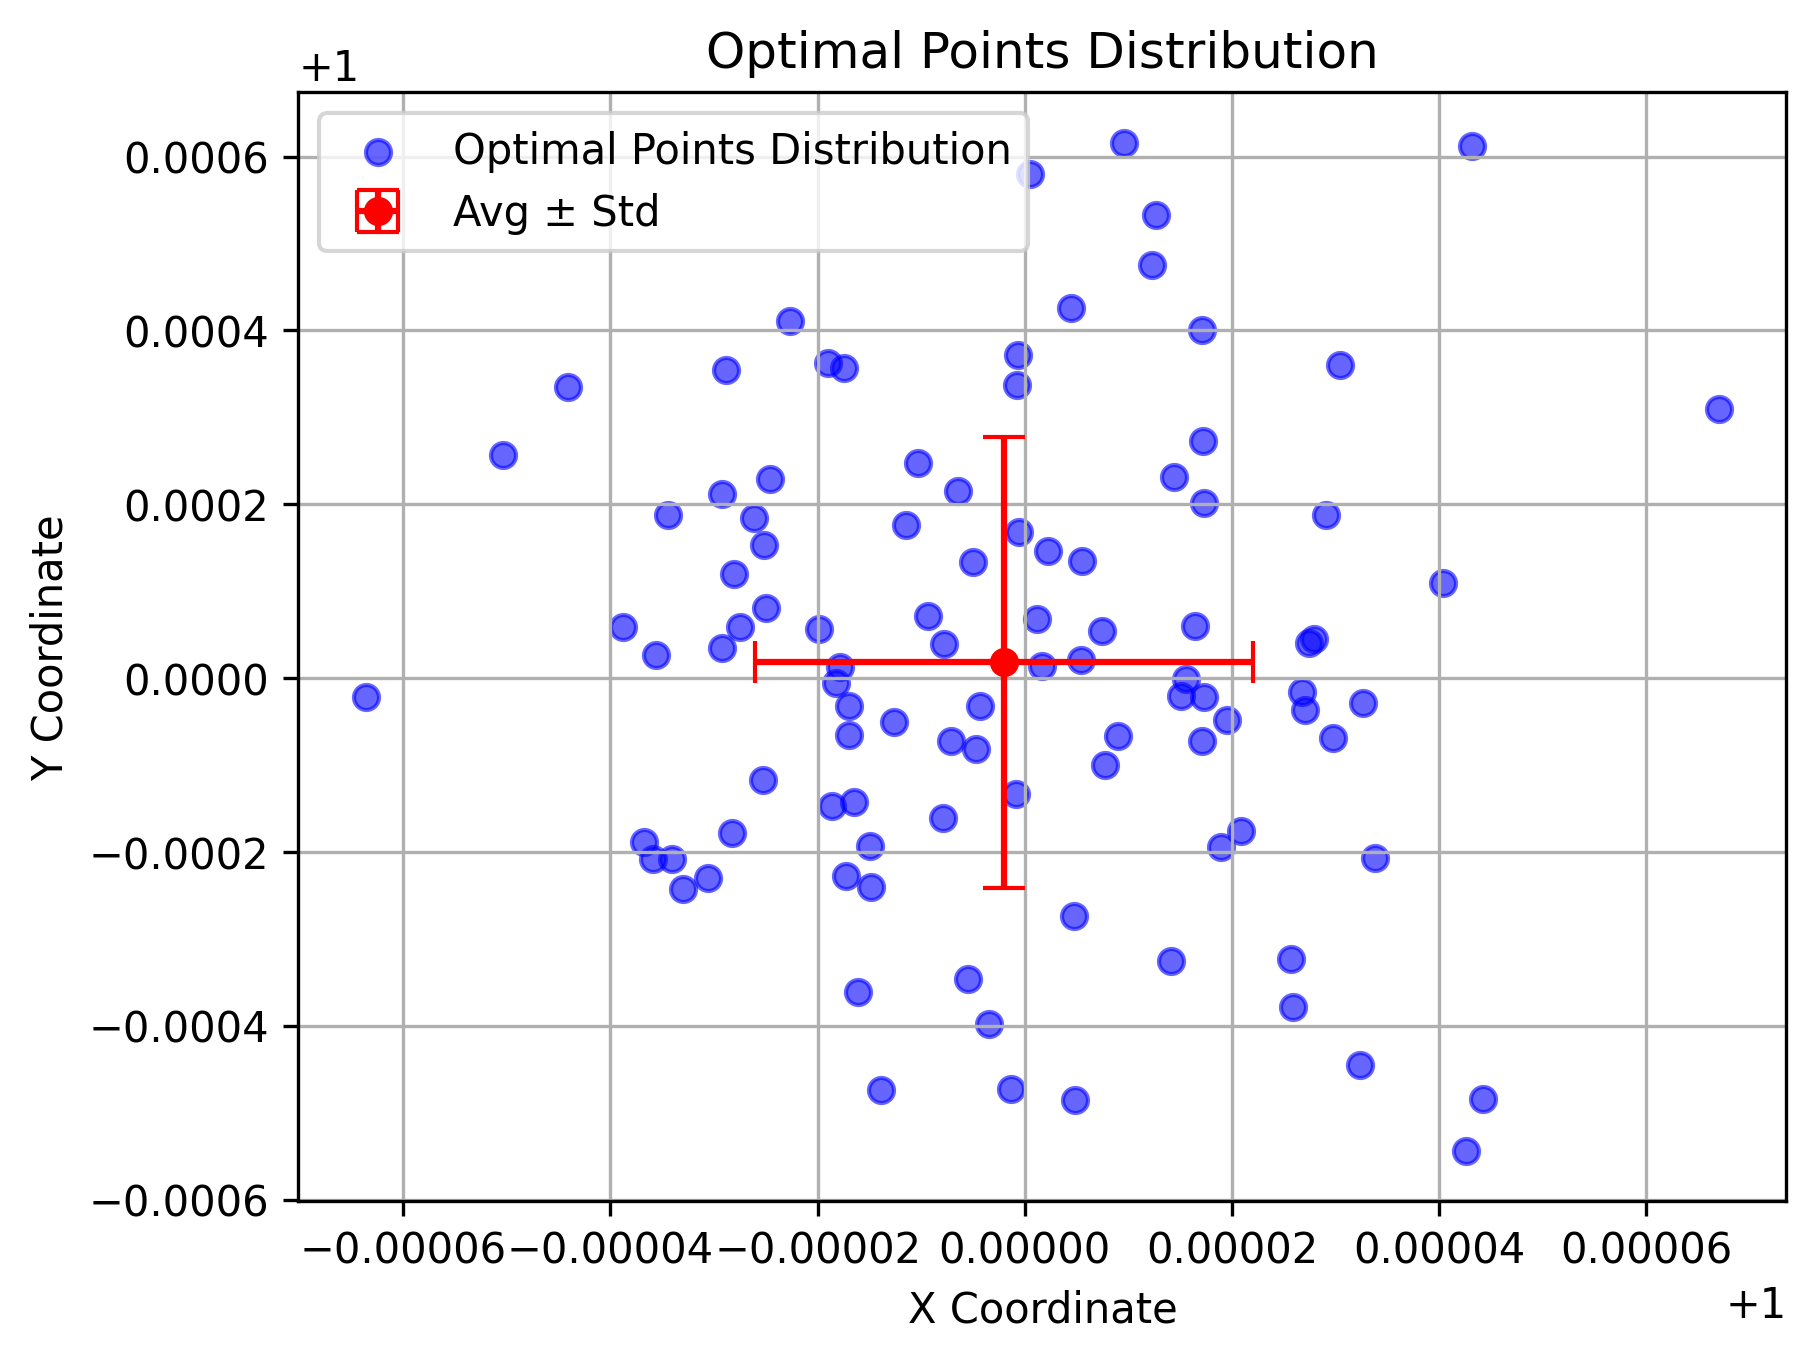 Optimal Points Distribution
+1
Optimal Points Distribution
Avg ± Std
0.0006
0.0004
0.0002
0.0000
−0.0002
−0.0004
−0.0006
Y Coordinate
−0.00006 −0.00004 −0.00002 0.00000 0.00002 0.00004 0.00006
X Coordinate
+1